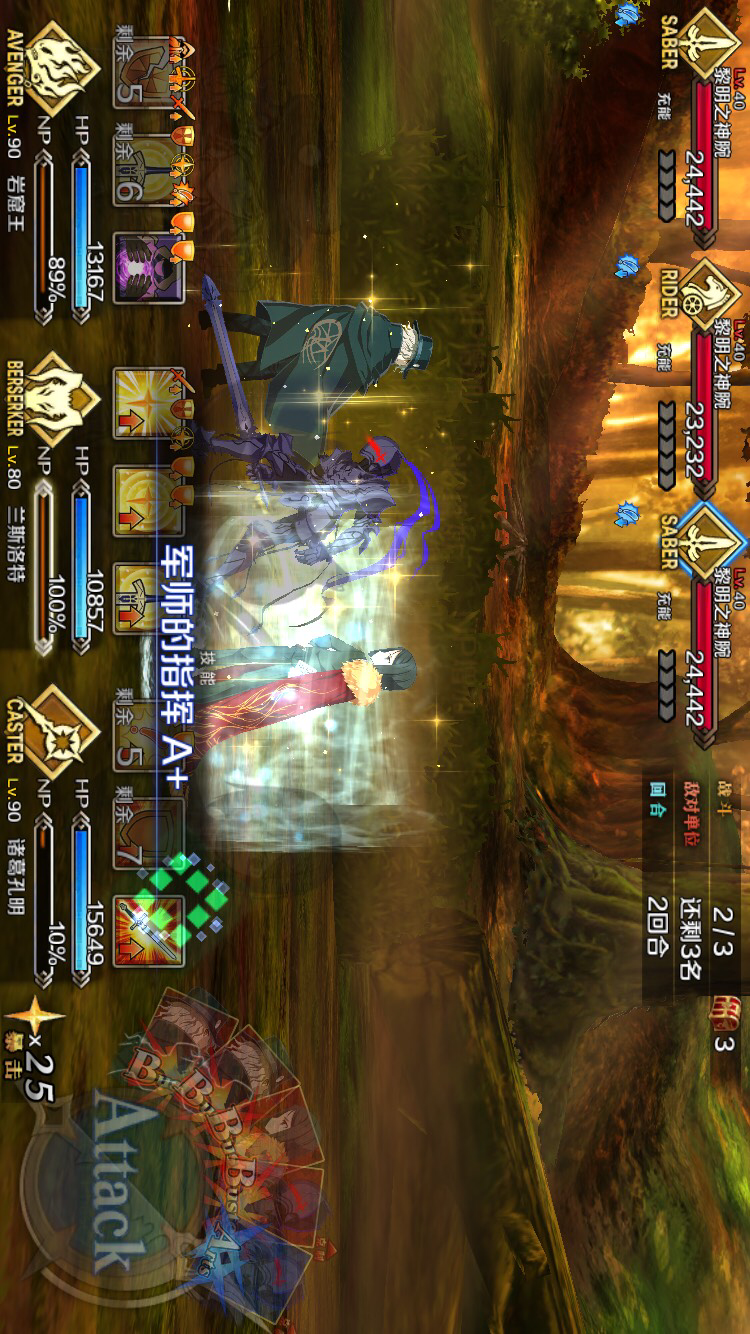 SABER
Lv.40
黎明之神腕
24,442
充能
RIDER
Lv.40
黎明之神腕
23,232
充能
SABER
Lv.40
黎明之神腕
24,442
充能
战斗 2/3
敌对单位 还剩3名
回合 2回合
3
技能
军师的指挥 A+
剩余 5
剩余 6
剩余 5
剩余 7
HP 13167
NP 89%
AVENGER Lv.90 岩窟王
HP 10857
NP 100%
BERSERKER Lv.80 兰斯洛特
HP 15649
NP 10%
CASTER Lv.90 诸葛孔明
×25
暴击
Attack
Arts